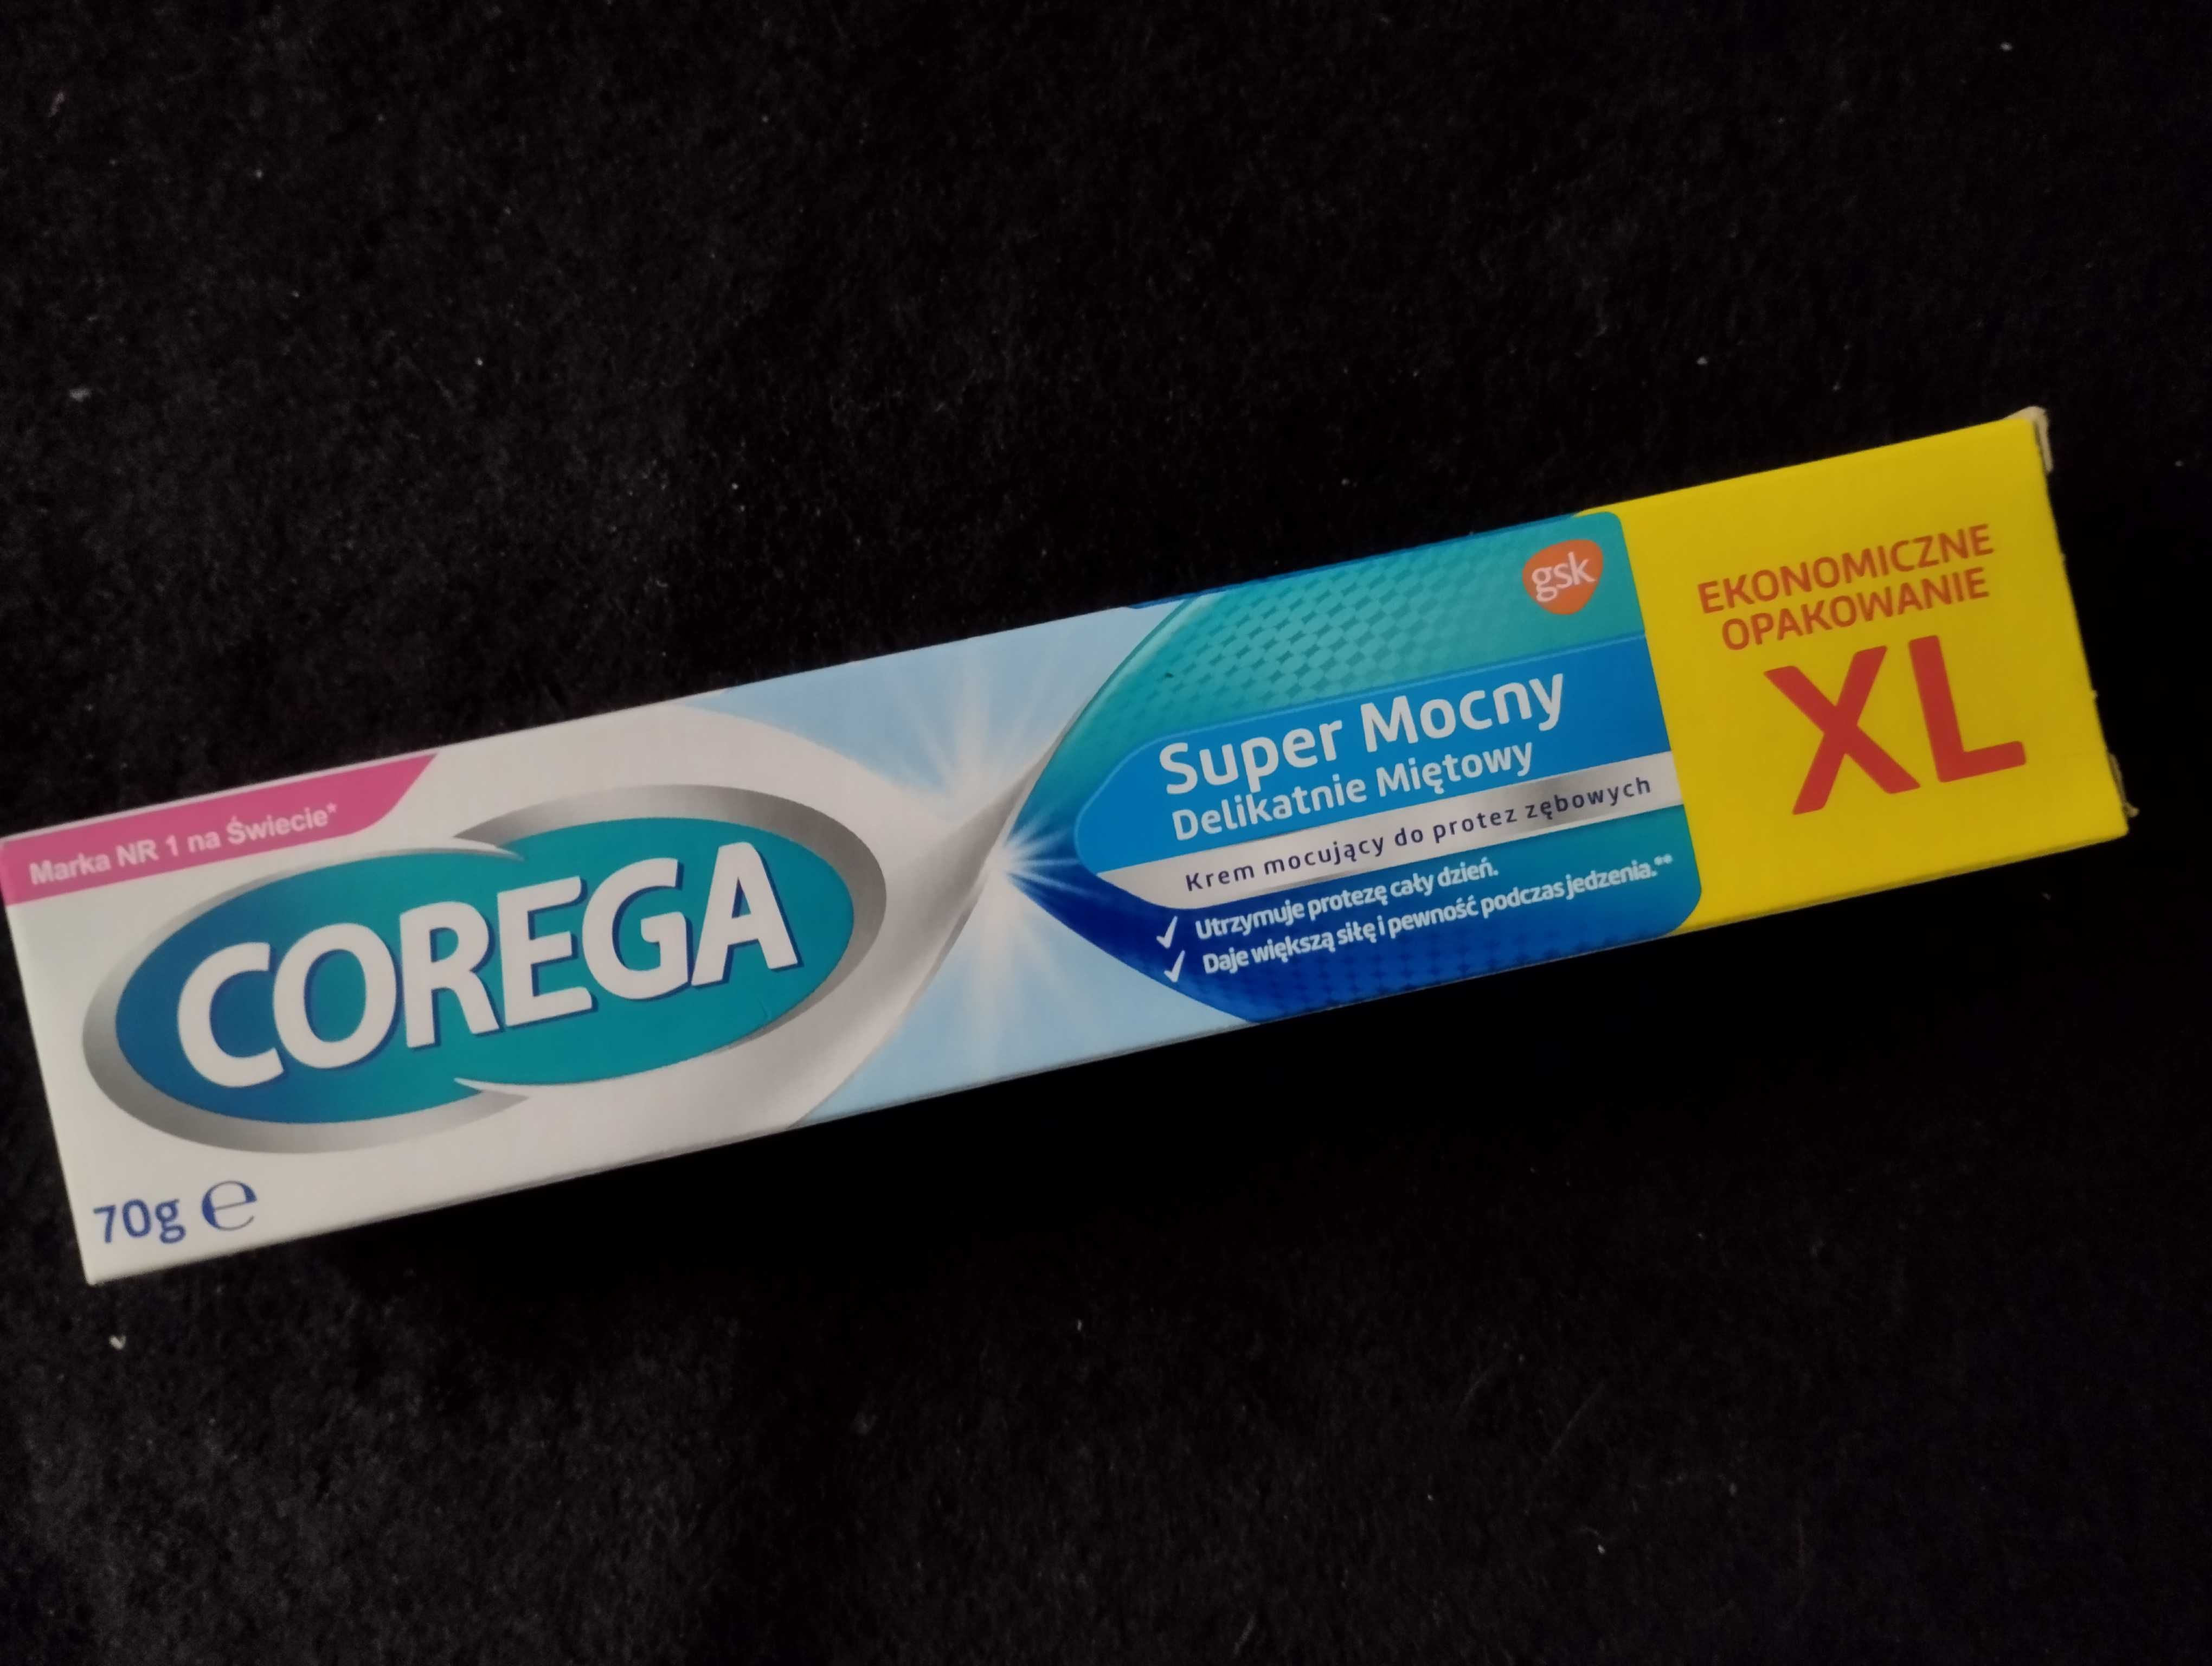 Marka NR 1 na Świecie*
COREGA
70g ℮
gsk
Super Mocny
Delikatnie Miętowy
Krem mocujący do protez zębowych
✓ Utrzymuje protezę cały dzień.
✓ Daje większą siłę i pewność podczas jedzenia.**
EKONOMICZNE
OPAKOWANIE
XL